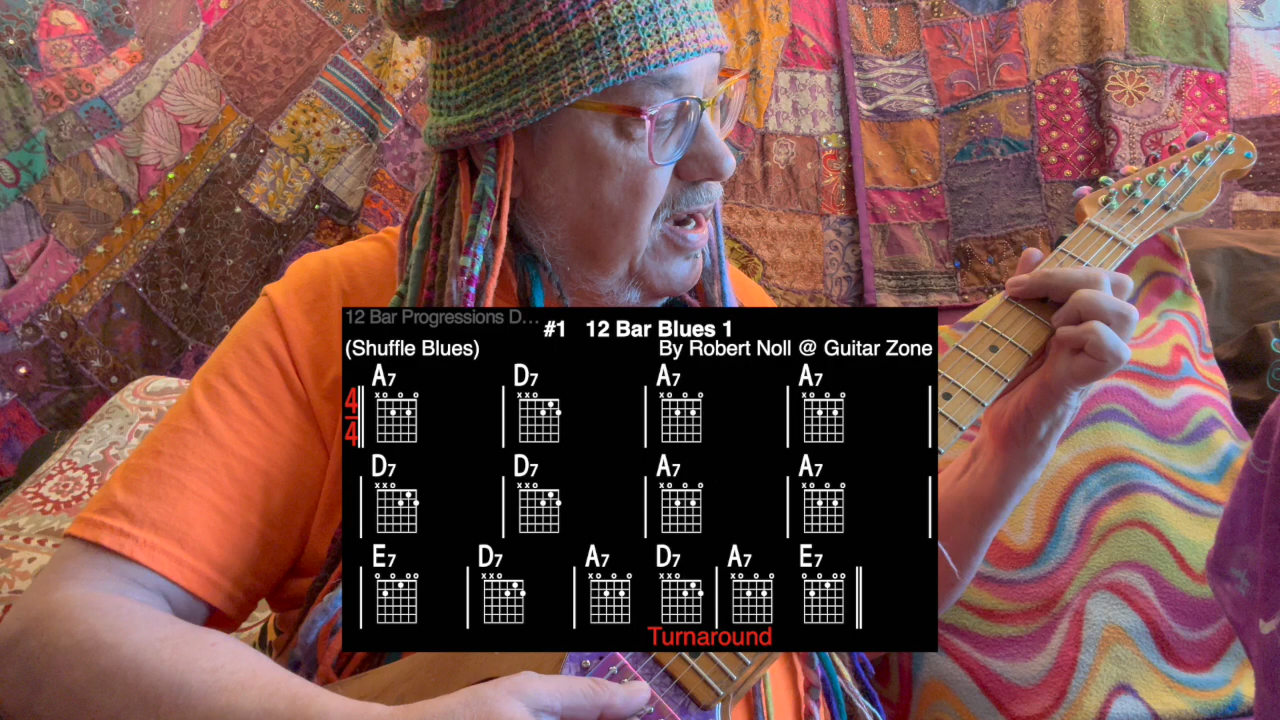 12 Bar Progressions D...
#1 12 Bar Blues 1
(Shuffle Blues) By Robert Noll @ Guitar Zone
A7 D7 A7 A7
4/4
D7 D7 A7 A7
E7 D7 A7 D7 A7 E7
Turnaround